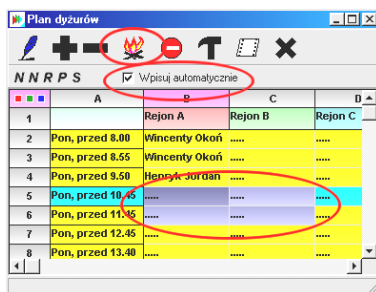 Plan dyżurów
N N R P S Wpisuj automatycznie
A B C D
1 Rejon A Rejon B Rejon C
2 Pon, przed 8.00 Wincenty Okoń ..... .....
3 Pon, przed 8.55 Wincenty Okoń ..... .....
4 Pon, przed 9.50 Henryk Jordan ..... .....
5 Pon, przed 10.45 ..... ..... .....
6 Pon, przed 11.45 ..... ..... .....
7 Pon, przed 12.45 ..... ..... .....
8 Pon, przed 13.40 ..... ..... .....